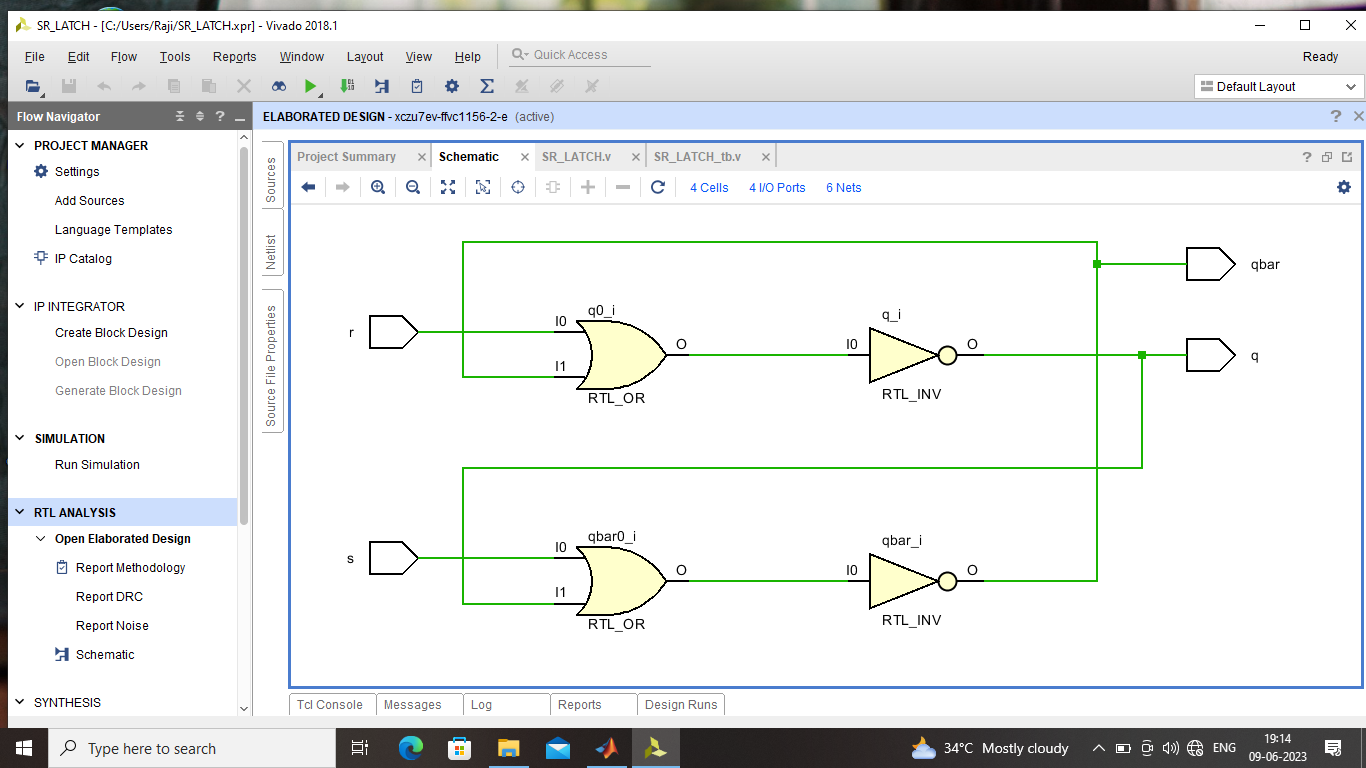 SR_LATCH - [C:/Users/Raji/SR_LATCH.xpr] - Vivado 2018.1
File Edit Flow Tools Reports Window Layout View Help Quick Access Ready
Default Layout
Flow Navigator
ELABORATED DESIGN - xczu7ev-ffvc1156-2-e (active)
PROJECT MANAGER
Settings
Add Sources
Language Templates
IP Catalog
IP INTEGRATOR
Create Block Design
Open Block Design
Generate Block Design
SIMULATION
Run Simulation
RTL ANALYSIS
Open Elaborated Design
Report Methodology
Report DRC
Report Noise
Schematic
SYNTHESIS
Sources
Netlist
Source File Properties
Project Summary Schematic SR_LATCH.v SR_LATCH_tb.v
4 Cells 4 I/O Ports 6 Nets
qbar
q0_i q_i
r I0 O I0 O q
I1
RTL_OR RTL_INV
qbar0_i qbar_i
s I0 O I0 O
I1
RTL_OR RTL_INV
Tcl Console Messages Log Reports Design Runs
Type here to search
34°C Mostly cloudy ENG
19:14
09-06-2023